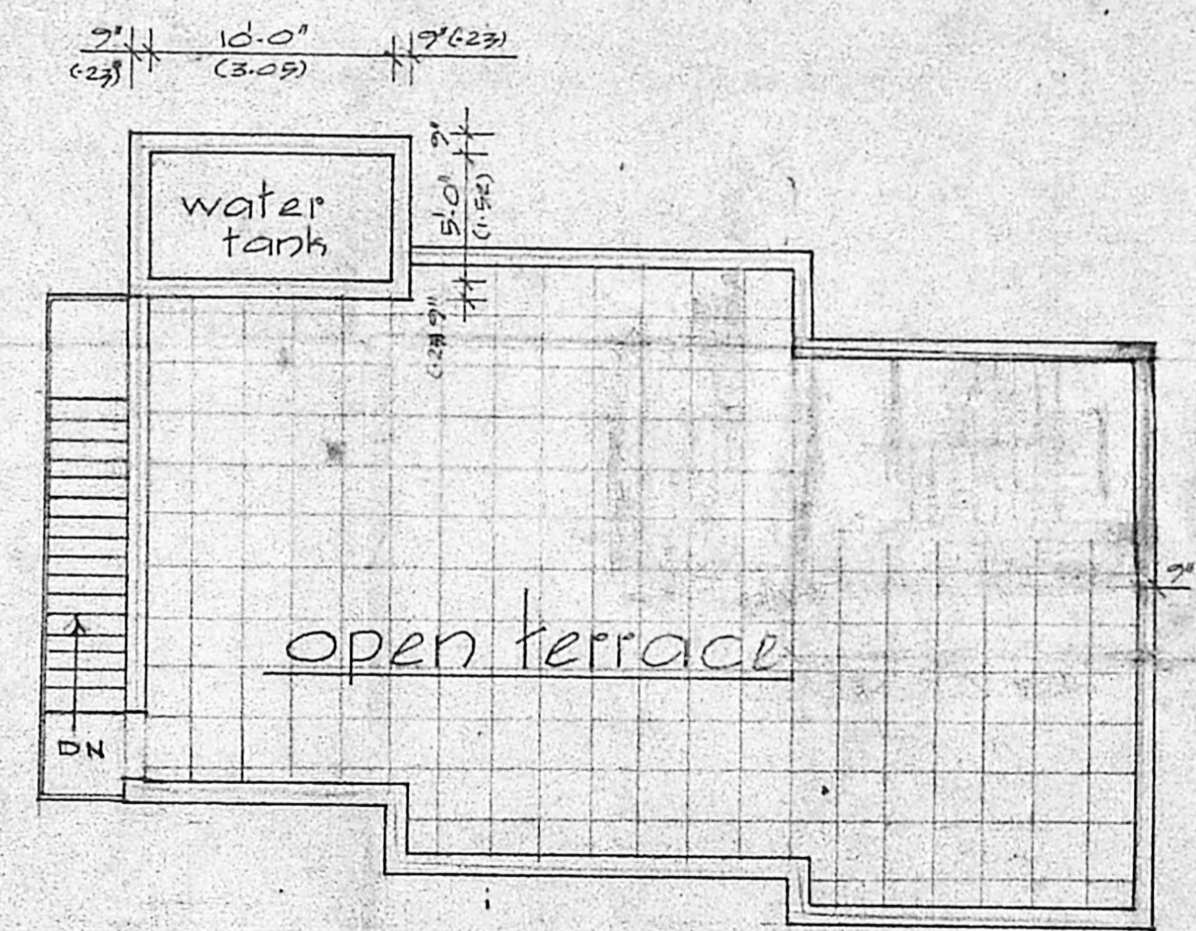 9" 10'-0" 9"(.23)
(.23) (3.05)
9"
5'-0"
(1.52)
9"
(.23)
water
tank
open terrace
9"
DN